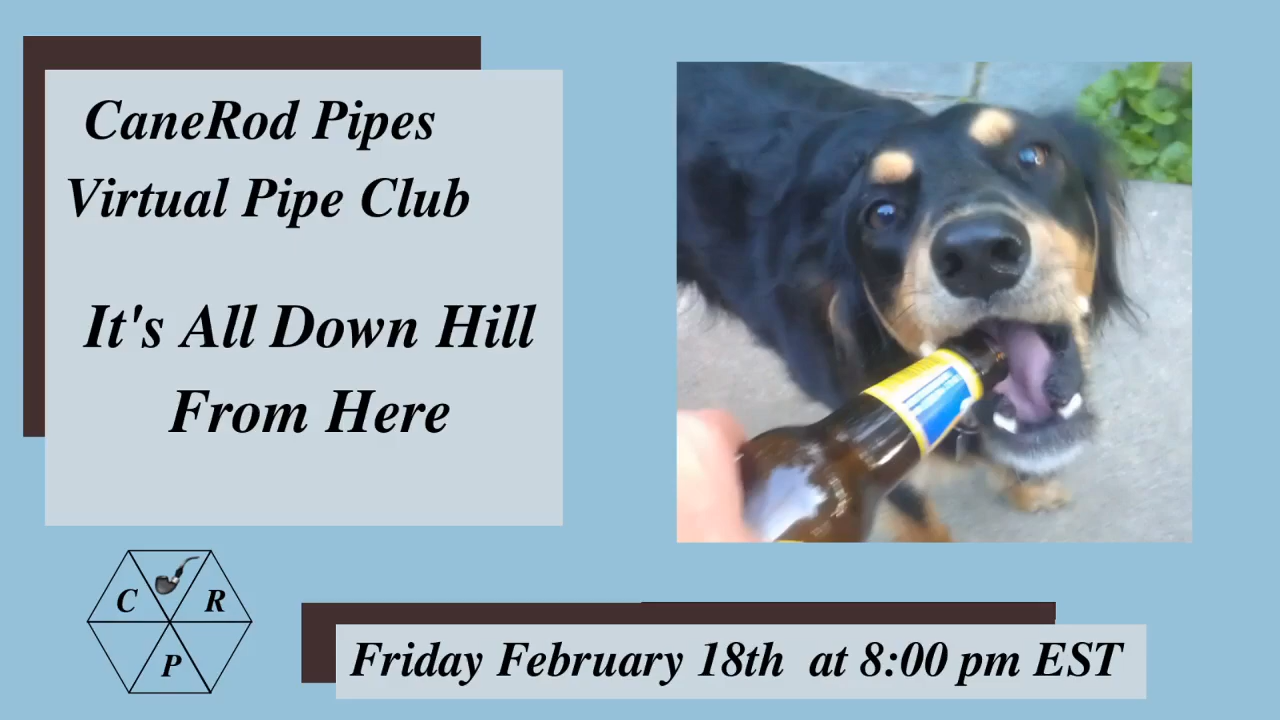 CaneRod Pipes
Virtual Pipe Club
It's All Down Hill
From Here
C R
P
Friday February 18th at 8:00 pm EST